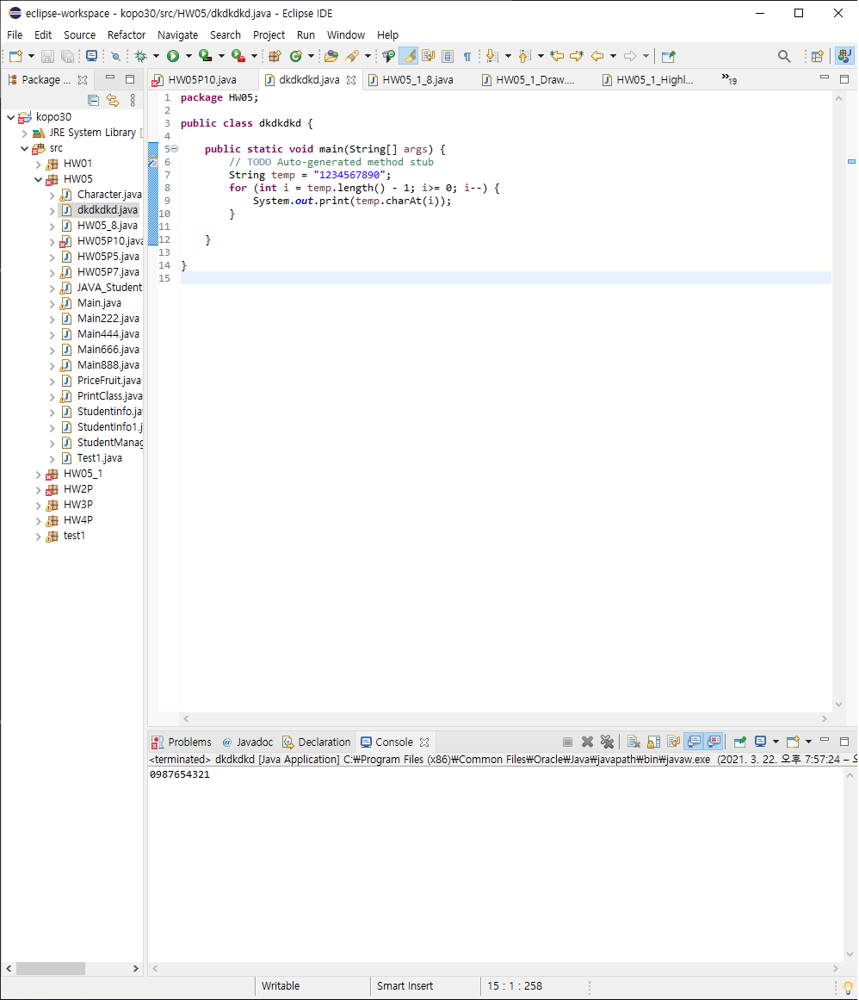 eclipse-workspace - kopo30/src/HW05/dkdkdkd.java - Eclipse IDE
File Edit Source Refactor Navigate Search Project Run Window Help
Package ...
HW05P10.java dkdkdkd.java HW05_1_8.java HW05_1_Draw.... HW05_1_Highl... »19
kopo30
JRE System Library [
src
HW01
HW05
Character.java
dkdkdkd.java
HW05_8.java
HW05P10.java
HW05P5.java
HW05P7.java
JAVA_Student
Main.java
Main222.java
Main444.java
Main666.java
Main888.java
PriceFruit.java
PrintClass.java
Studentinfo.ja
StudentInfo1.j
StudentManag
Test1.java
HW05_1
HW2P
HW3P
HW4P
test1
1 package HW05;
2
3 public class dkdkdkd {
4
5 public static void main(String[] args) {
6 // TODO Auto-generated method stub
7 String temp = "1234567890";
8 for (int i = temp.length() - 1; i>= 0; i--) {
9 System.out.print(temp.charAt(i));
10 }
11
12 }
13
14 }
15
Problems @ Javadoc Declaration Console
<terminated> dkdkdkd [Java Application] C:₩Program Files (x86)₩Common Files₩Oracle₩Java₩javapath₩bin₩javaw.exe (2021. 3. 22. 오후 7:57:24 –
0987654321
Writable Smart Insert 15 : 1 : 258